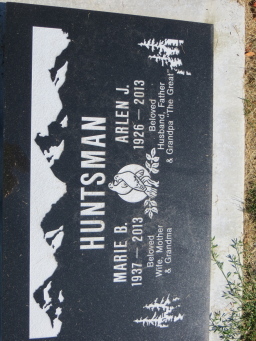 HUNTSMAN
MARIE B.
1937 – 2013
Beloved
Wife, Mother
& Grandma
ARLEN J.
1926 – 2013
Beloved
Husband, Father
& Grandpa "The Great"